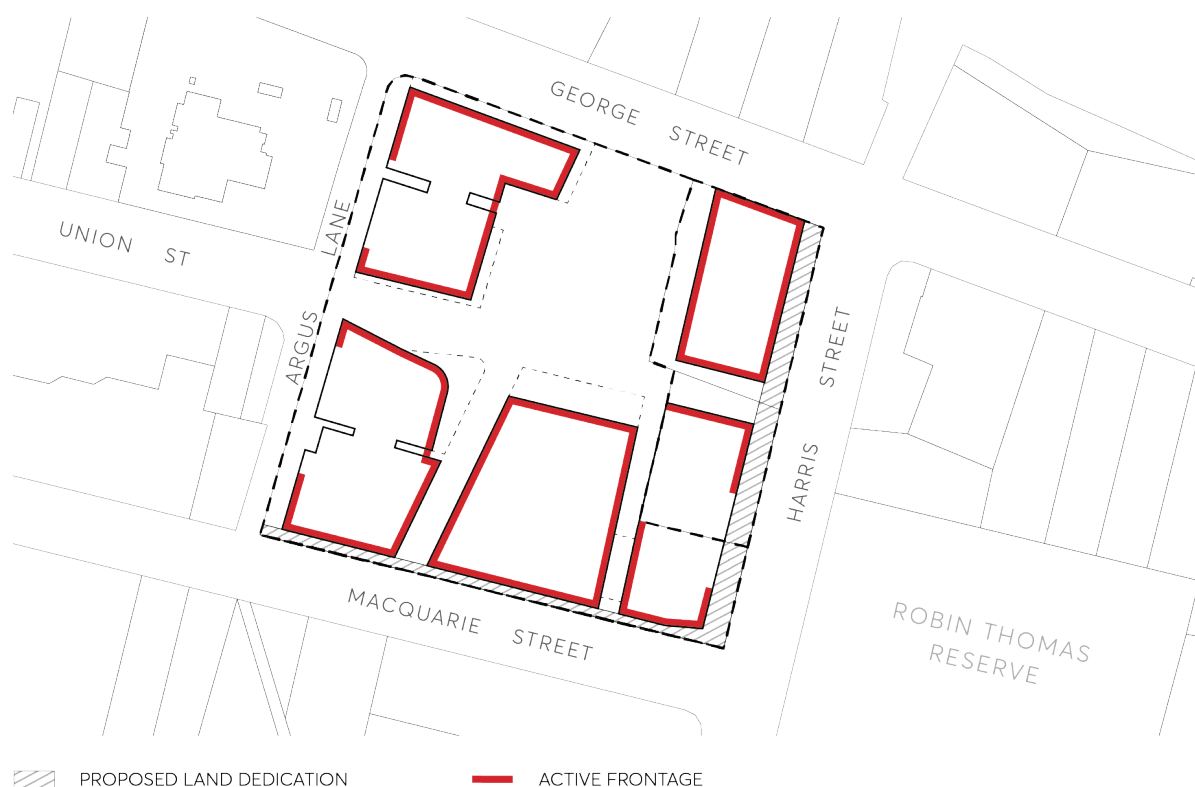 GEORGE STREET
UNION ST
ARGUS LANE
HARRIS STREET
MACQUARIE STREET
ROBIN THOMAS
RESERVE
PROPOSED LAND DEDICATION
ACTIVE FRONTAGE